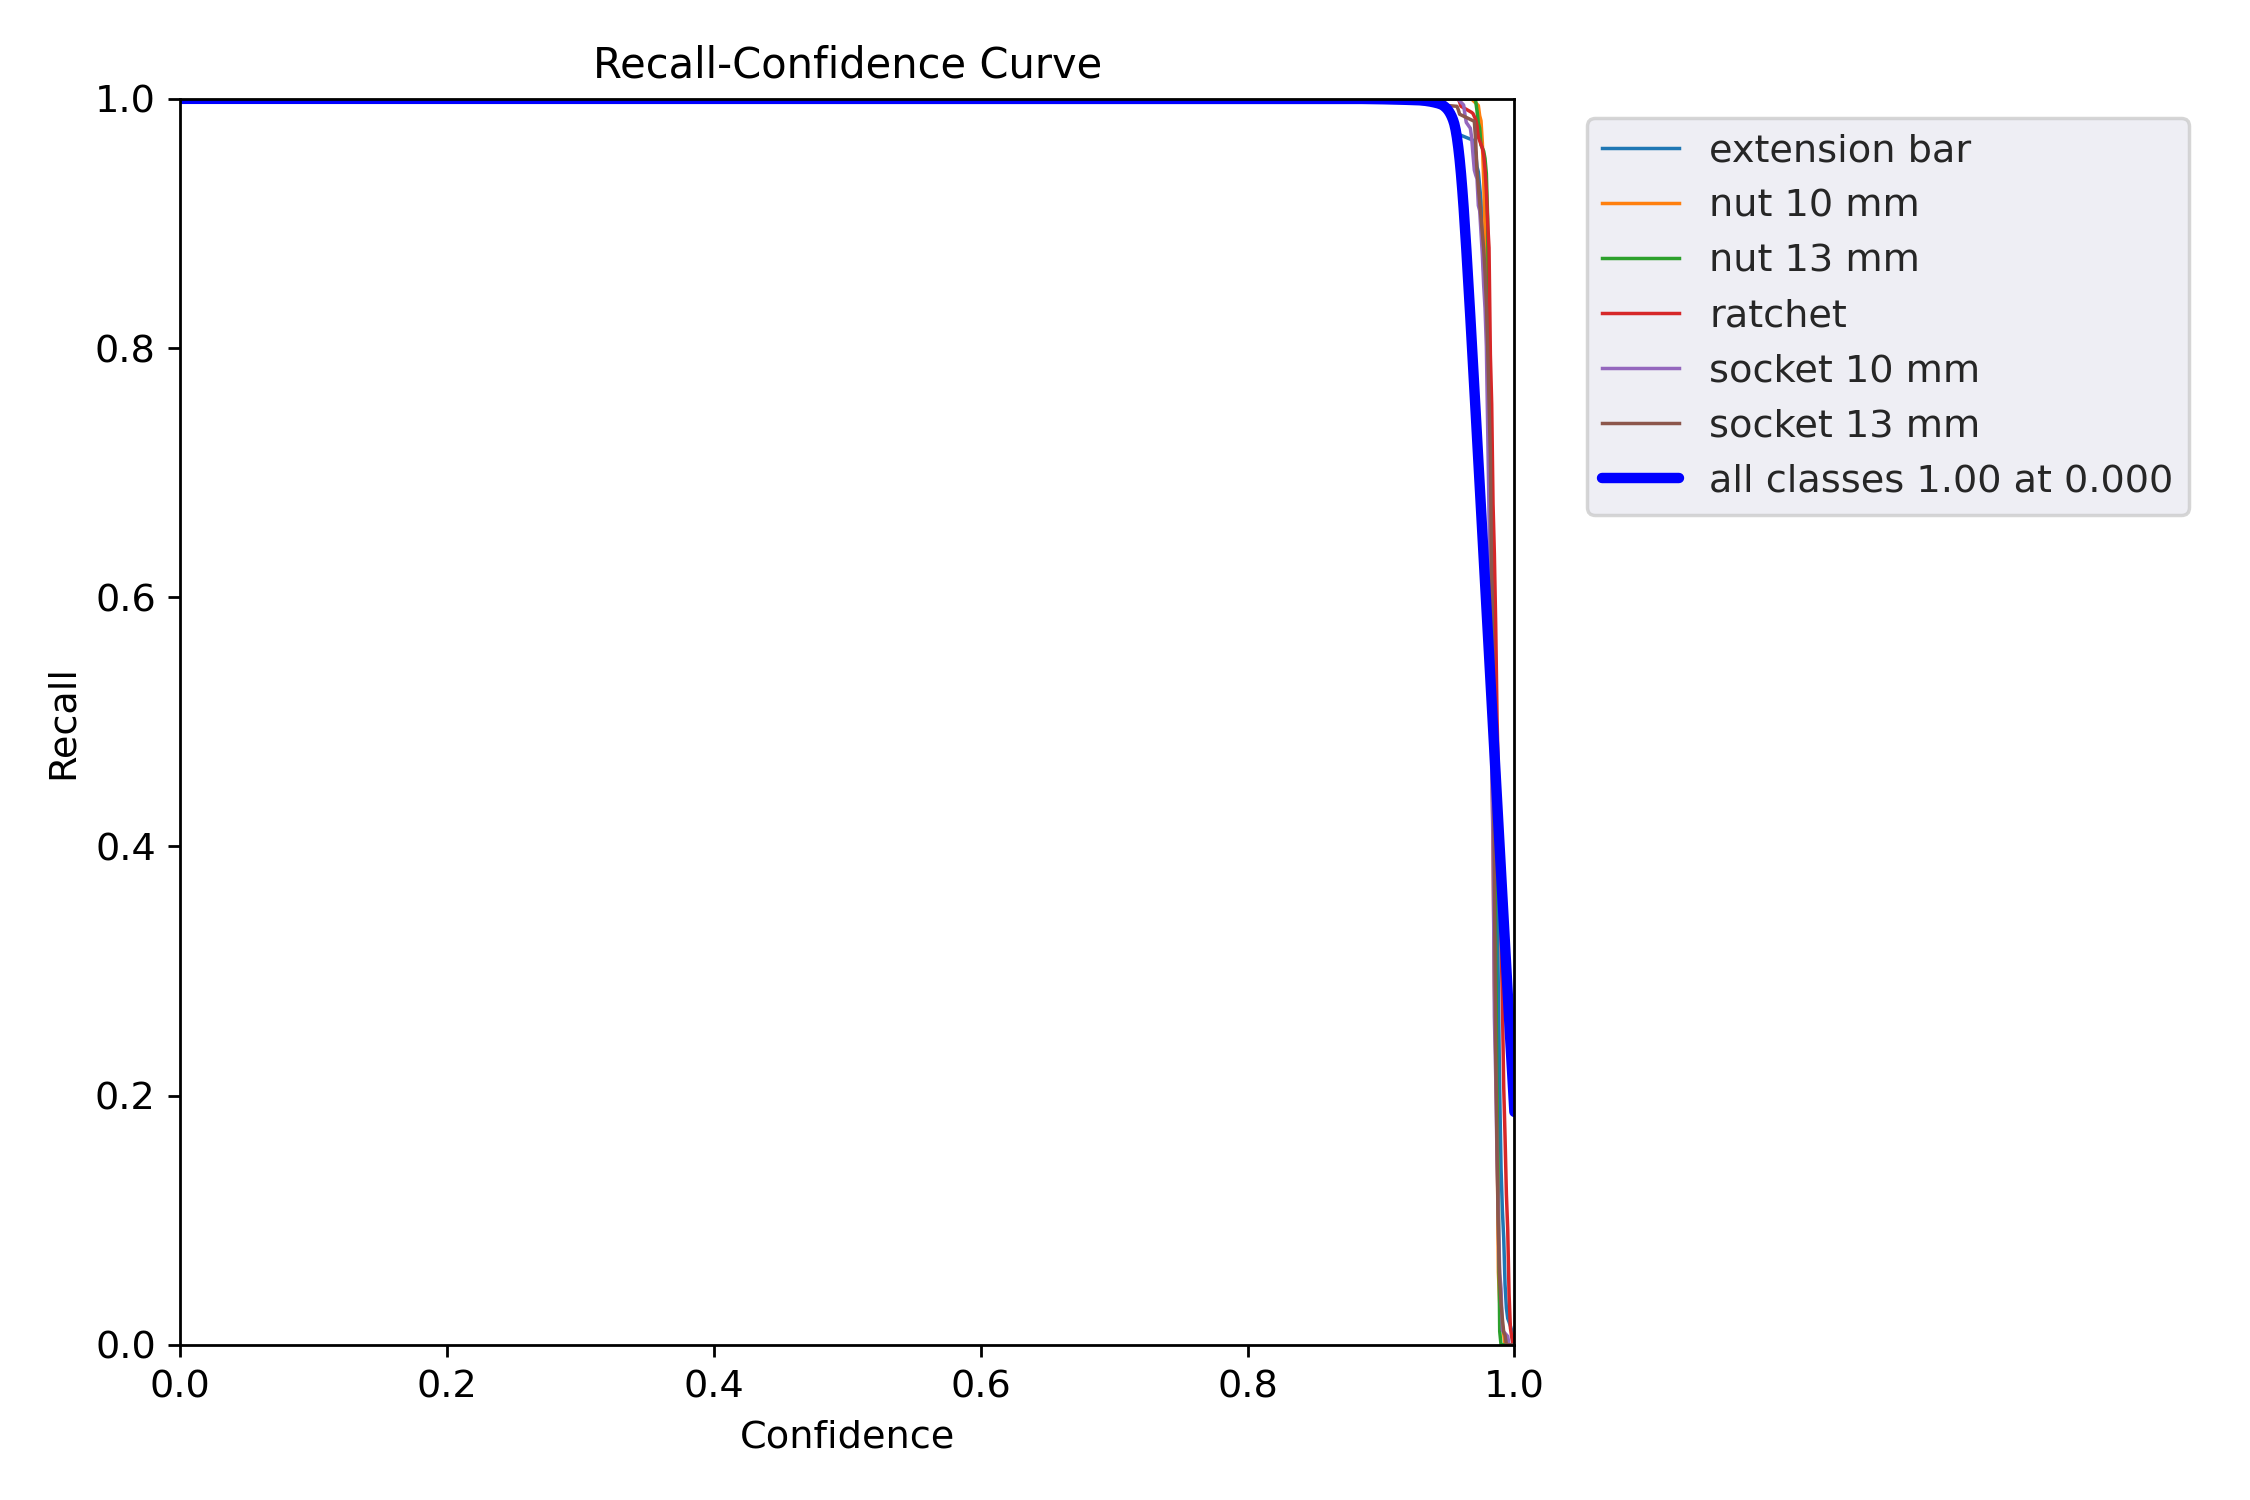 Recall-Confidence Curve
1.0
0.8
0.6
0.4
0.2
0.0
Recall
0.0 0.2 0.4 0.6 0.8 1.0
Confidence
extension bar
nut 10 mm
nut 13 mm
ratchet
socket 10 mm
socket 13 mm
all classes 1.00 at 0.000